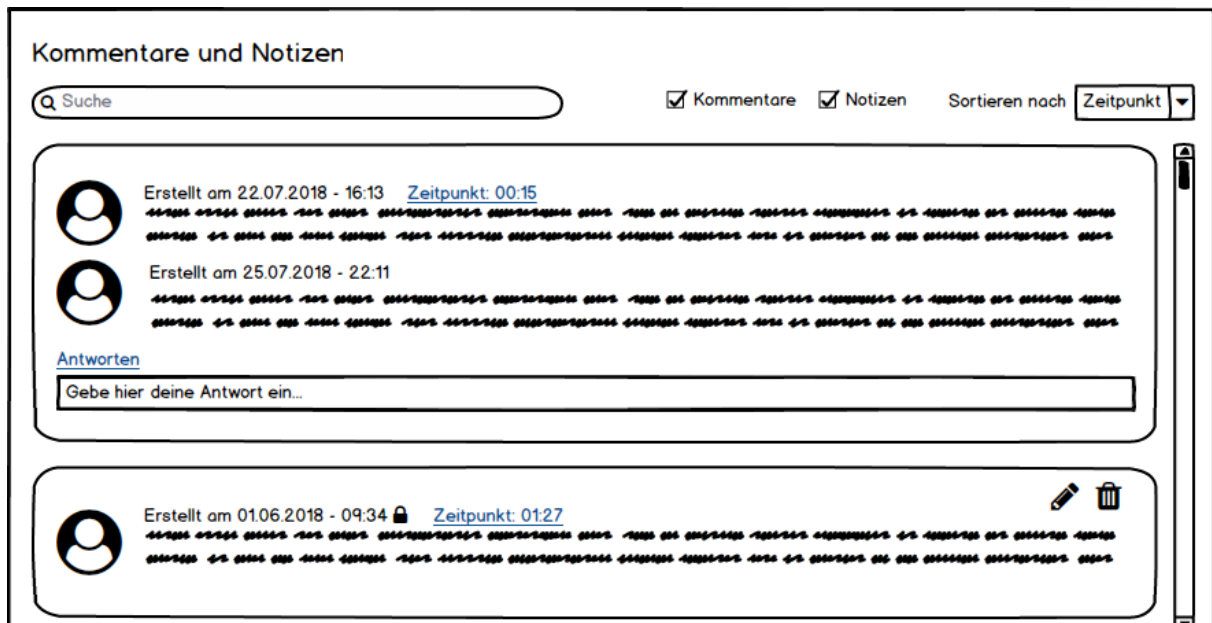 Kommentare und Notizen
Suche Kommentare Notizen Sortieren nach Zeitpunkt
Erstellt am 22.07.2018 - 16:13 Zeitpunkt: 00:15
Erstellt am 25.07.2018 - 22:11
Antworten
Gebe hier deine Antwort ein...
Erstellt am 01.06.2018 - 09:34 Zeitpunkt: 01:27